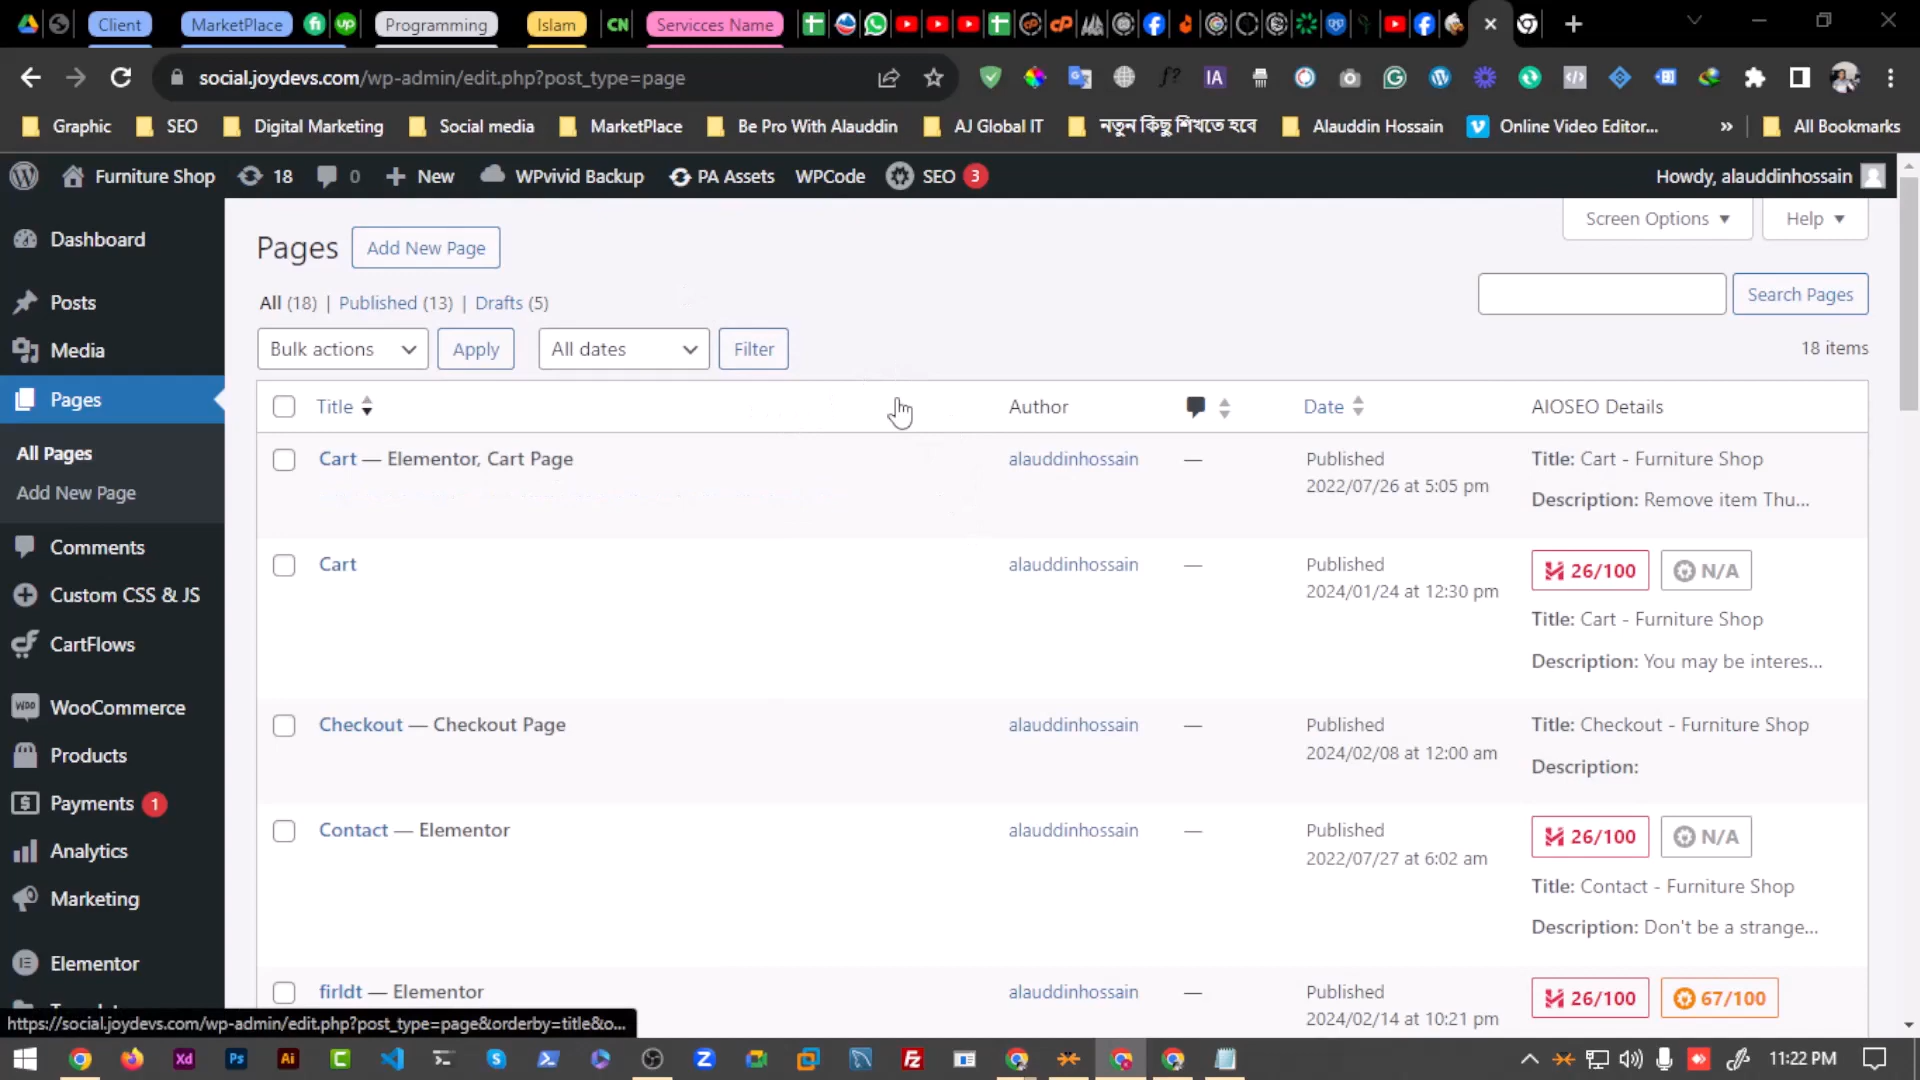 Client
MarketPlace
Programming
Islam
CN
Servicces Name
social.joydevs.com/wp-admin/edit.php?post_type=page
IA
Graphic
SEO
Digital Marketing
Social media
MarketPlace
Be Pro With Alauddin
AJ Global IT
নতুন কিছু শিখতে হবে
Alauddin Hossain
Online Video Editor...
»
All Bookmarks
Furniture Shop
18
0
New
WPvivid Backup
PA Assets
WPCode
SEO 3
Howdy, alauddinhossain
Dashboard
Posts
Media
Pages
All Pages
Add New Page
Comments
Custom CSS & JS
CartFlows
WooCommerce
Products
Payments 1
Analytics
Marketing
Elementor
Screen Options
Help
Pages
Add New Page
All (18) | Published (13) | Drafts (5)
Search Pages
Bulk actions
Apply
All dates
Filter
18 items
Title
Author
Date
AIOSEO Details
Cart — Elementor, Cart Page
alauddinhossain
—
Published
2022/07/26 at 5:05 pm
Title: Cart - Furniture Shop
Description: Remove item Thu...
Cart
alauddinhossain
—
Published
2024/01/24 at 12:30 pm
26/100
N/A
Title: Cart - Furniture Shop
Description: You may be interes...
Checkout — Checkout Page
alauddinhossain
—
Published
2024/02/08 at 12:00 am
Title: Checkout - Furniture Shop
Description:
Contact — Elementor
alauddinhossain
—
Published
2022/07/27 at 6:02 am
26/100
N/A
Title: Contact - Furniture Shop
Description: Don't be a strange...
firldt — Elementor
alauddinhossain
—
Published
2024/02/14 at 10:21 pm
26/100
67/100
https://social.joydevs.com/wp-admin/edit.php?post_type=page&orderby=title&o...
Xd
Ps
Ai
11:22 PM